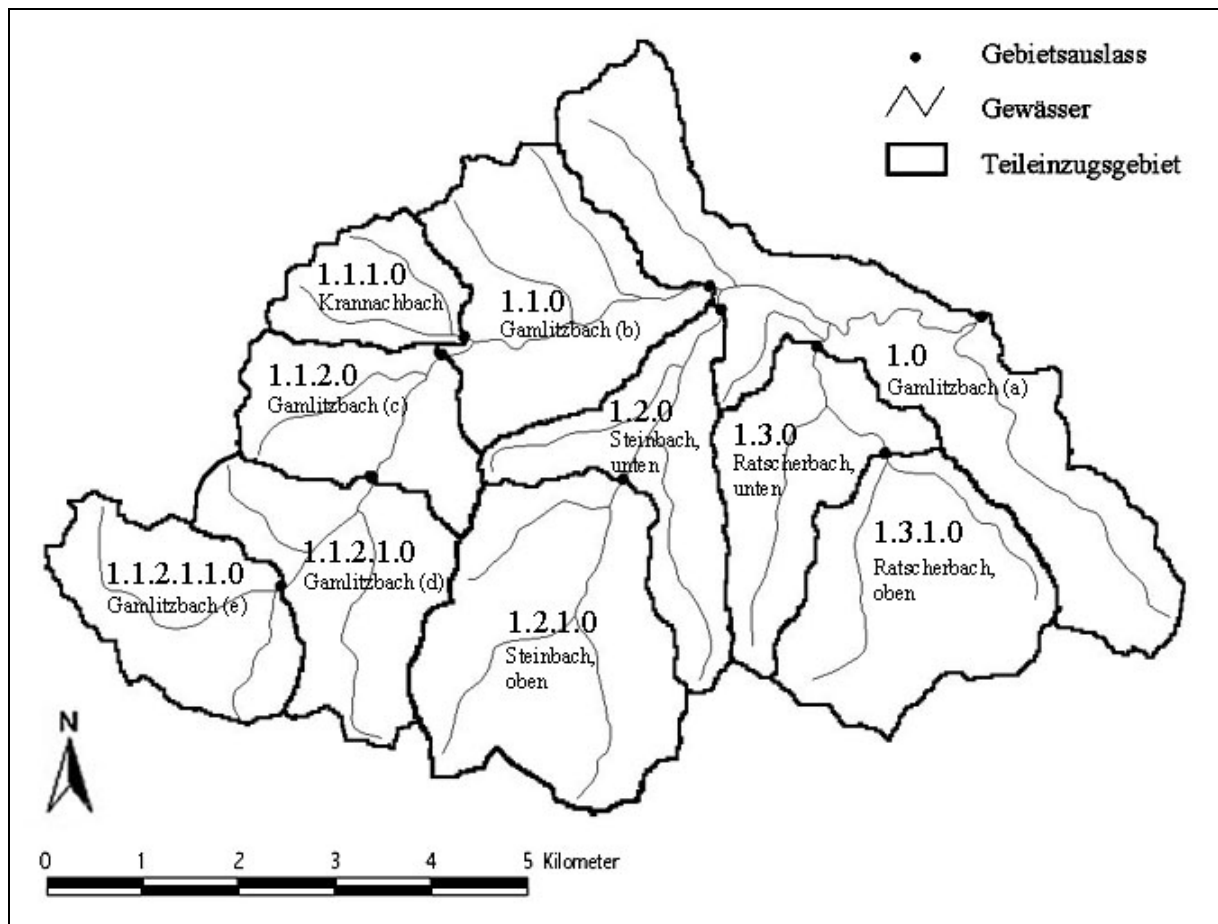 Gebietsauslass
Gewässer
Teileinzugsgebiet
1.1.1.0
Krannachbach
1.1.0
Gamlitzbach (b)
1.0
Gamlitzbach (a)
1.1.2.0
Gamlitzbach (c)
1.2.0
Steinbach,
unten
1.3.0
Ratscherbach,
unten
1.3.1.0
Ratscherbach,
oben
1.1.2.1.0
Gamlitzbach (d)
1.1.2.1.1.0
Gamlitzbach (e)
1.2.1.0
Steinbach,
oben
N
0 1 2 3 4 5 Kilometer